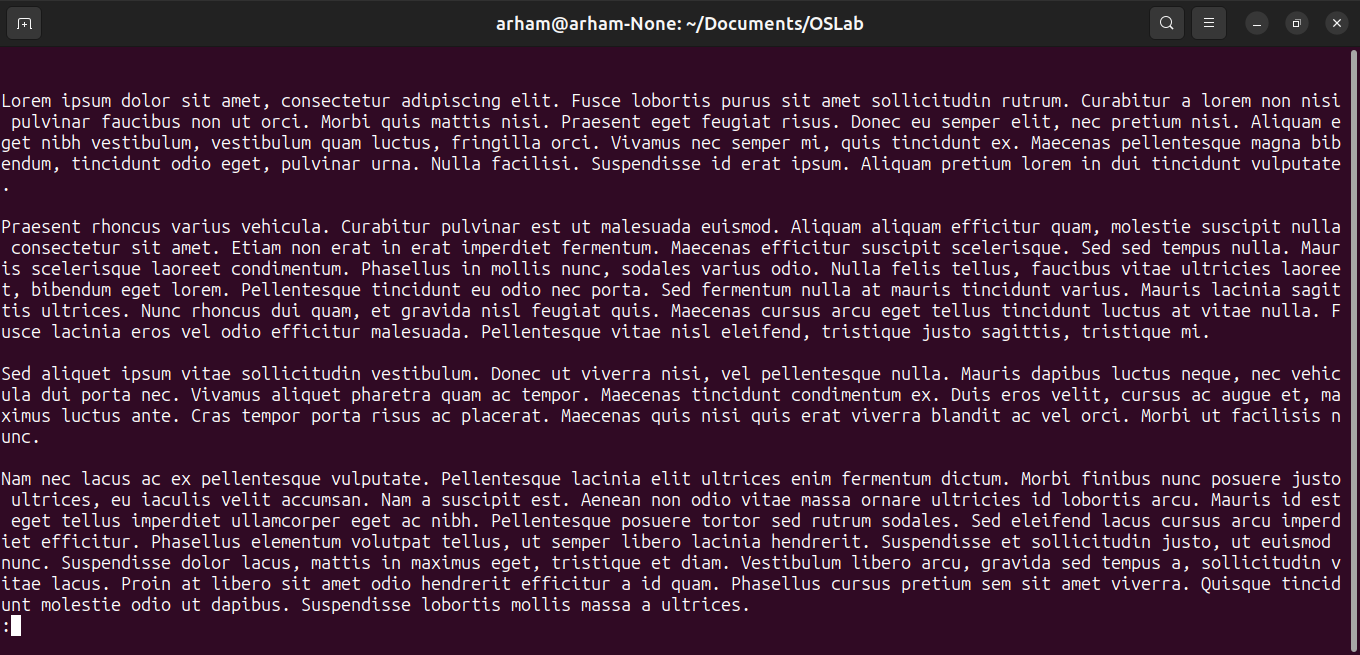 arham@arham-None: ~/Documents/OSLab
Lorem ipsum dolor sit amet, consectetur adipiscing elit. Fusce lobortis purus sit amet sollicitudin rutrum. Curabitur a lorem non nisi
pulvinar faucibus non ut orci. Morbi quis mattis nisi. Praesent eget feugiat risus. Donec eu semper elit, nec pretium nisi. Aliquam e
get nibh vestibulum, vestibulum quam luctus, fringilla orci. Vivamus nec semper mi, quis tincidunt ex. Maecenas pellentesque magna bib
endum, tincidunt odio eget, pulvinar urna. Nulla facilisi. Suspendisse id erat ipsum. Aliquam pretium lorem in dui tincidunt vulputate
.
Praesent rhoncus varius vehicula. Curabitur pulvinar est ut malesuada euismod. Aliquam aliquam efficitur quam, molestie suscipit nulla
consectetur sit amet. Etiam non erat in erat imperdiet fermentum. Maecenas efficitur suscipit scelerisque. Sed sed tempus nulla. Maur
is scelerisque laoreet condimentum. Phasellus in mollis nunc, sodales varius odio. Nulla felis tellus, faucibus vitae ultricies laoree
t, bibendum eget lorem. Pellentesque tincidunt eu odio nec porta. Sed fermentum nulla at mauris tincidunt varius. Mauris lacinia sagit
tis ultrices. Nunc rhoncus dui quam, et gravida nisl feugiat quis. Maecenas cursus arcu eget tellus tincidunt luctus at vitae nulla. F
usce lacinia eros vel odio efficitur malesuada. Pellentesque vitae nisl eleifend, tristique justo sagittis, tristique mi.
Sed aliquet ipsum vitae sollicitudin vestibulum. Donec ut viverra nisi, vel pellentesque nulla. Mauris dapibus luctus neque, nec vehic
ula dui porta nec. Vivamus aliquet pharetra quam ac tempor. Maecenas tincidunt condimentum ex. Duis eros velit, cursus ac augue et, ma
ximus luctus ante. Cras tempor porta risus ac placerat. Maecenas quis nisi quis erat viverra blandit ac vel orci. Morbi ut facilisis n
unc.
Nam nec lacus ac ex pellentesque vulputate. Pellentesque lacinia elit ultrices enim fermentum dictum. Morbi finibus nunc posuere justo
ultrices, eu iaculis velit accumsan. Nam a suscipit est. Aenean non odio vitae massa ornare ultricies id lobortis arcu. Mauris id est
eget tellus imperdiet ullamcorper eget ac nibh. Pellentesque posuere tortor sed rutrum sodales. Sed eleifend lacus cursus arcu imperd
iet efficitur. Phasellus elementum volutpat tellus, ut semper libero lacinia hendrerit. Suspendisse et sollicitudin justo, ut euismod
nunc. Suspendisse dolor lacus, mattis in maximus eget, tristique et diam. Vestibulum libero arcu, gravida sed tempus a, sollicitudin v
itae lacus. Proin at libero sit amet odio hendrerit efficitur a id quam. Phasellus cursus pretium sem sit amet viverra. Quisque tincid
unt molestie odio ut dapibus. Suspendisse lobortis mollis massa a ultrices.
: